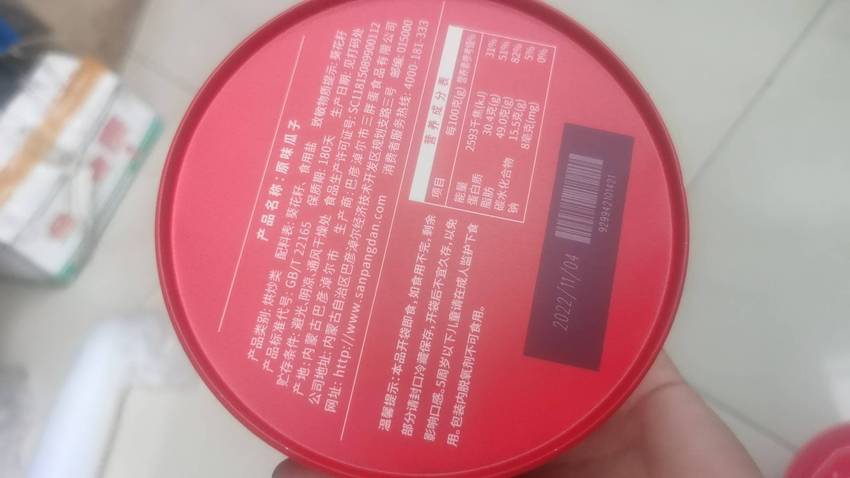 产品名称：原味瓜子
产品类别：烘炒类　配料表：葵花籽、食用盐　致敏物质提示：葵花籽
产品标准代号：GB/T 22165　保质期：180天　生产日期：见打码处
贮存条件：避光、阴凉、通风干燥处　食品生产许可证号：SC11815089900112
产地：内蒙古巴彦淖尔市　生产商：巴彦淖尔市三胖蛋食品有限公司
公司地址：内蒙古自治区巴彦淖尔经济技术开发区规划支路三号　邮编：015000
网址：http://www.sanpangdan.com　消费者服务热线：4000-181-333
温馨提示：本品开袋即食，如食用不完，剩余
部分请封口冷藏保存，开袋后不宜久存，以免
影响口感。5周岁以下儿童请在成人监护下食
用。包装内脱氧剂不可食用。
营养成分表
项目　每100克(g)　营养素参考值%
能量　2593千焦(kJ)　31%
蛋白质　30.4克(g)　51%
脂肪　49.0克(g)　82%
碳水化合物　15.5克(g)　5%
钠　8毫克(mg)　0%
2022/11/04
929942101421